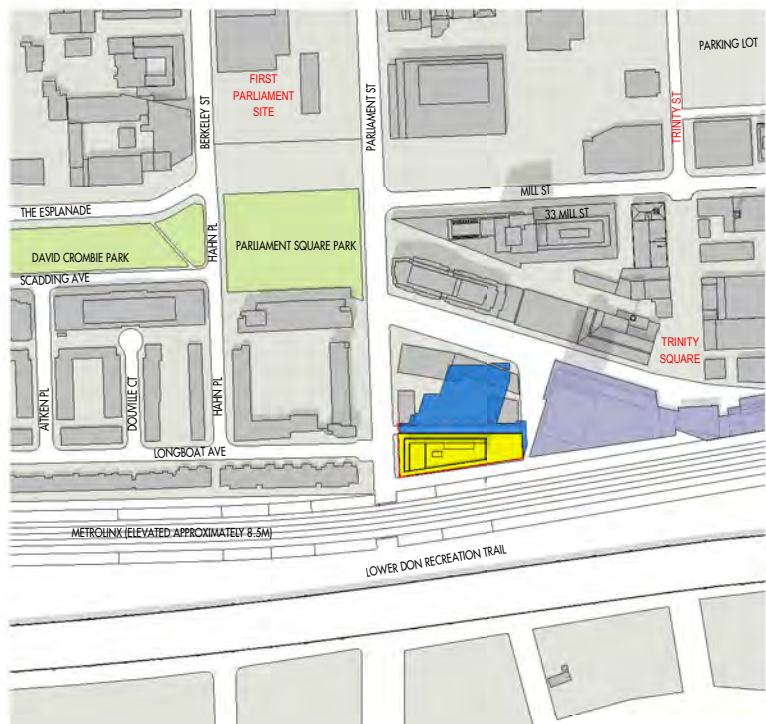 PARKING LOT
FIRST
PARLIAMENT
SITE
BERKELEY ST
PARLIAMENT ST
TRINITY ST
MILL ST
THE ESPLANADE
33 MILL ST
HAHN PL
PARLIAMENT SQUARE PARK
DAVID CROMBIE PARK
SCADDING AVE
TRINITY
SQUARE
AITKEN PL
DOUVILLE CT
HAHN PL
LONGBOAT AVE
METROLINX (ELEVATED APPROXIMATELY 8.5M)
LOWER DON RECREATION TRAIL